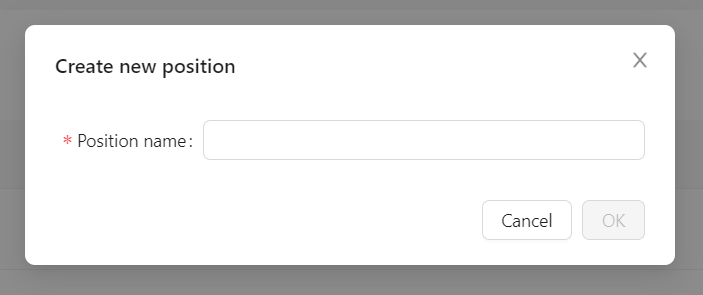 Create new position
* Position name:
Cancel OK